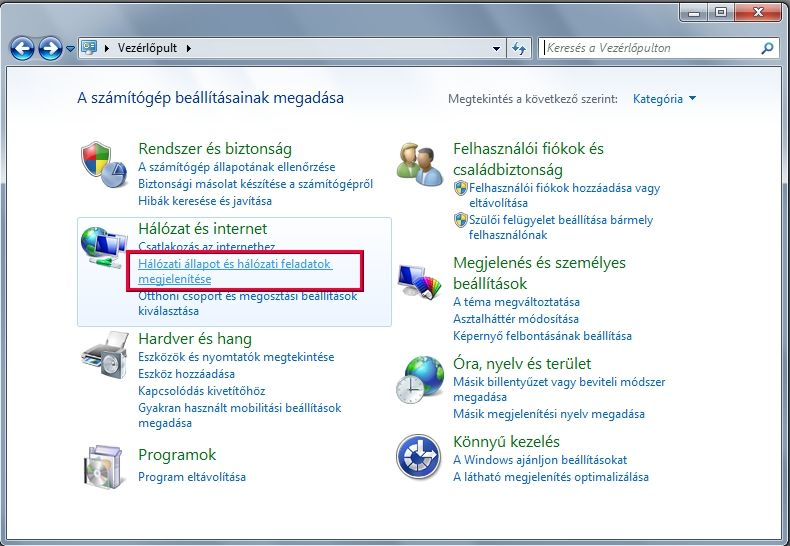 Vezérlőpult
Keresés a Vezérlőpulton
A számítógép beállításainak megadása
Megtekintés a következő szerint: Kategória
Rendszer és biztonság
A számítógép állapotának ellenőrzése
Biztonsági másolat készítése a számítógépről
Hibák keresése és javítása
Hálózat és internet
Csatlakozás az internethez
Hálózati állapot és hálózati feladatok
megjelenítése
Otthoni csoport és megosztási beállítások
kiválasztása
Hardver és hang
Eszközök és nyomtatók megtekintése
Eszköz hozzáadása
Kapcsolódás kivetítőhöz
Gyakran használt mobilitási beállítások
megadása
Programok
Program eltávolítása
Felhasználói fiókok és
családbiztonság
Felhasználói fiókok hozzáadása vagy
eltávolítása
Szülői felügyelet beállítása bármely
felhasználónak
Megjelenés és személyes
beállítások
A téma megváltoztatása
Asztalháttér módosítása
Képernyő felbontásának beállítása
Óra, nyelv és terület
Másik billentyűzet vagy beviteli módszer
megadása
Másik megjelenítési nyelv megadása
Könnyű kezelés
A Windows ajánljon beállításokat
A látható megjelenítés optimalizálása